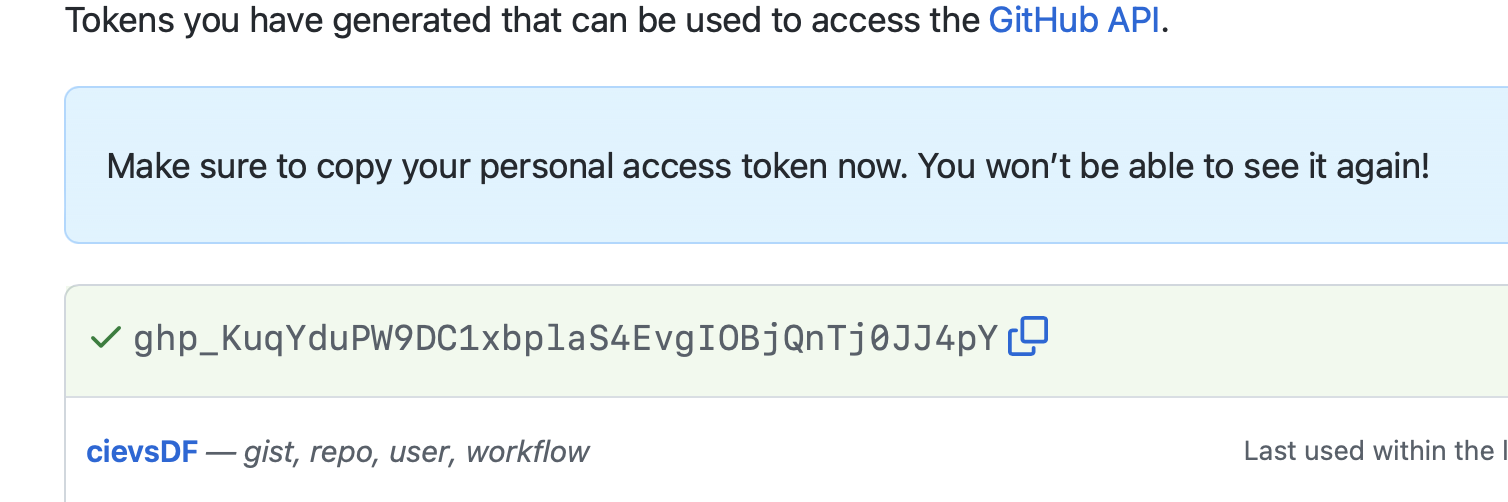 Tokens you have generated that can be used to access the GitHub API.
Make sure to copy your personal access token now. You won’t be able to see it again!
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
cievsDF — gist, repo, user, workflow
Last used within the